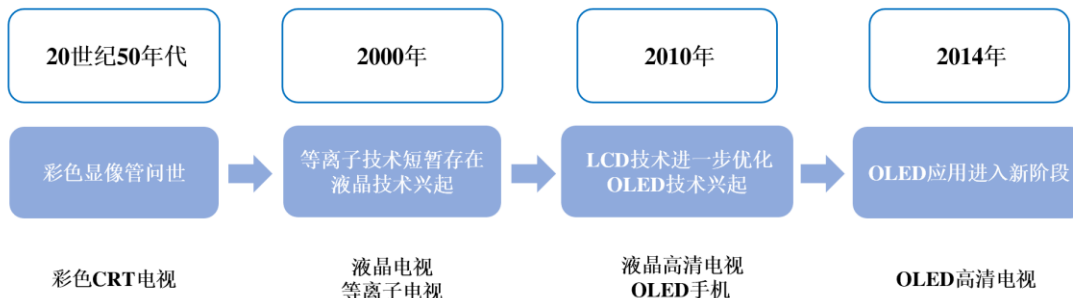 20世纪50年代
2000年
2010年
2014年
彩色显像管问世
等离子技术短暂存在
液晶技术兴起
LCD技术进一步优化
OLED技术兴起
OLED应用进入新阶段
彩色CRT电视
液晶电视
等离子电视
液晶高清电视
OLED手机
OLED高清电视